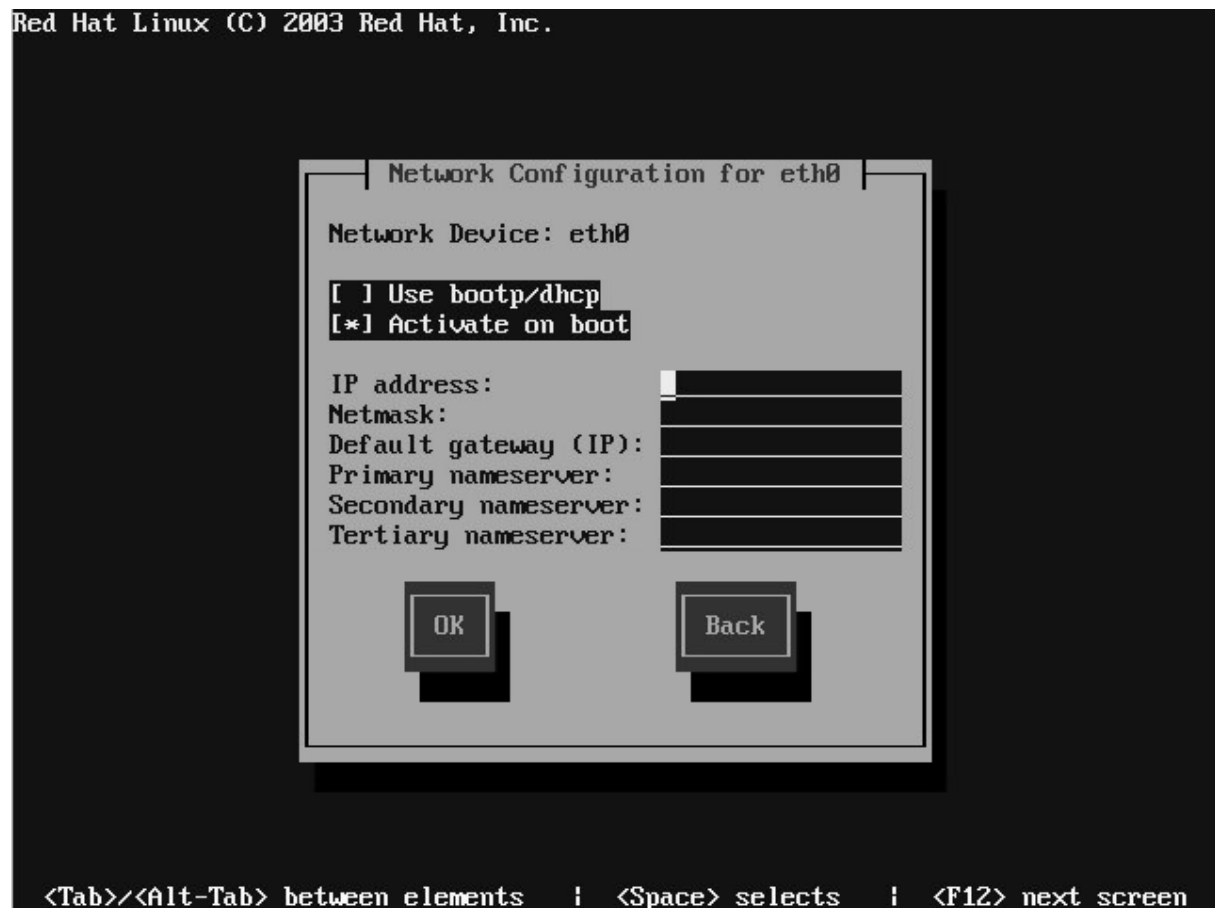 Red Hat Linux (C) 2003 Red Hat, Inc.
Network Configuration for eth0
Network Device: eth0
[ ] Use bootp/dhcp
[*] Activate on boot
IP address:
Netmask:
Default gateway (IP):
Primary nameserver:
Secondary nameserver:
Tertiary nameserver:
OK Back
<Tab>/<Alt-Tab> between elements | <Space> selects | <F12> next screen